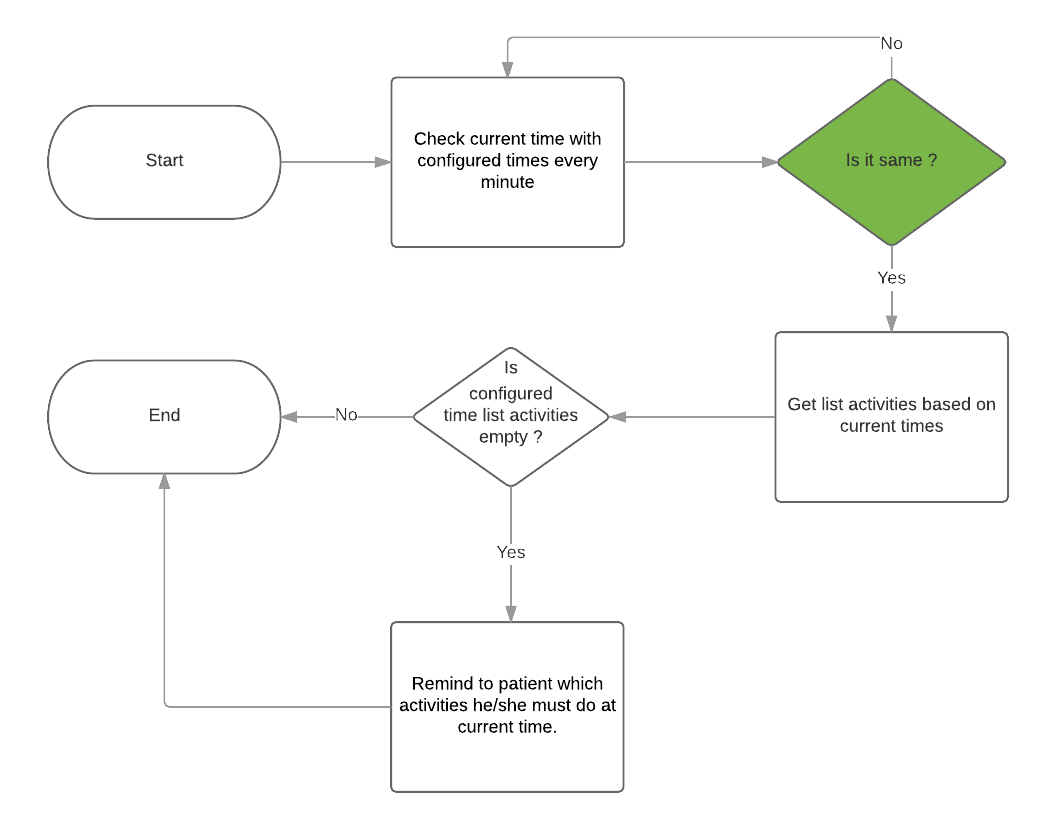 No
Start
Check current time with
configured times every
minute
Is it same ?
Yes
Get list activities based on
current times
Is
configured
time list activities
empty ?
No
End
Yes
Remind to patient which
activities he/she must do at
current time.